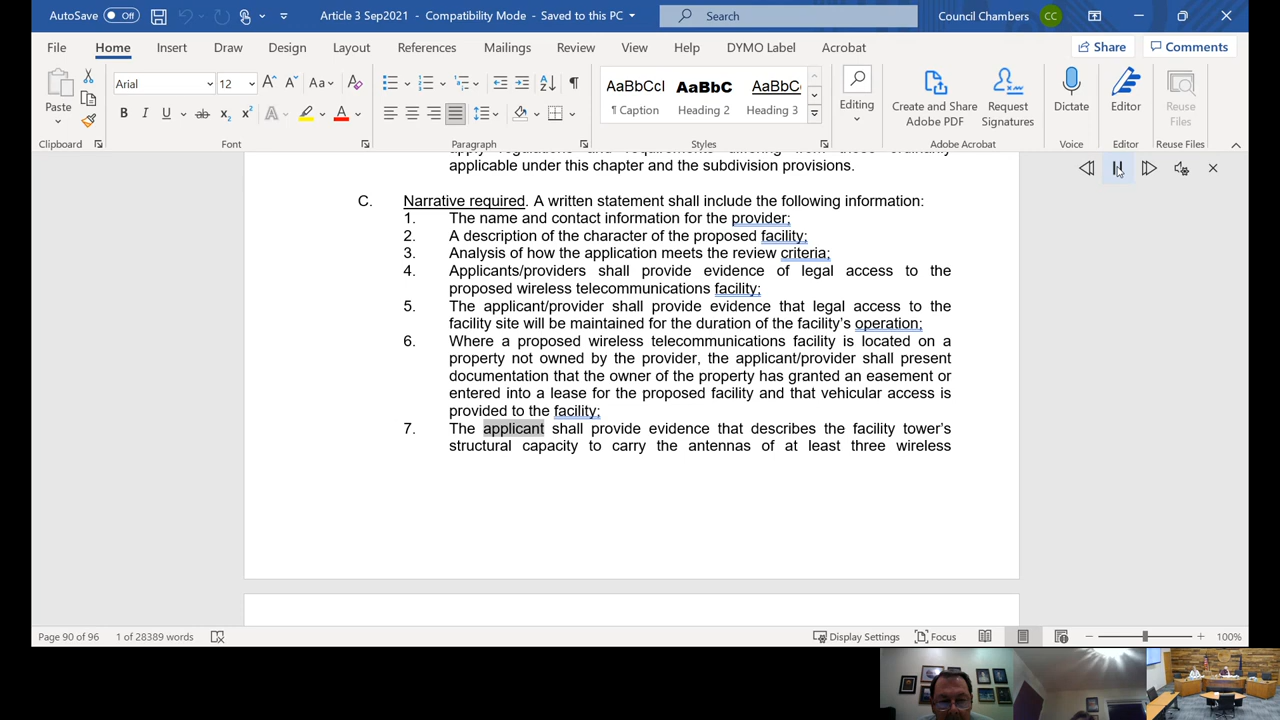 AutoSave Off Article 3 Sep2021 - Compatibility Mode - Saved to this PC Search Council Chambers CC
File Home Insert Draw Design Layout References Mailings Review View Help DYMO Label Acrobat Share Comments
Arial 12
AaBbCcI AaBbC AaBbC
Paste ¶ Caption Heading 2 Heading 3 Editing Create and Share Adobe PDF Request Signatures Dictate Editor Reuse Files
Clipboard Font Paragraph Styles Adobe Acrobat Voice Editor Reuse Files
applicable under this chapter and the subdivision provisions.
C. Narrative required. A written statement shall include the following information:
1. The name and contact information for the provider;
2. A description of the character of the proposed facility;
3. Analysis of how the application meets the review criteria;
4. Applicants/providers shall provide evidence of legal access to the
proposed wireless telecommunications facility;
5. The applicant/provider shall provide evidence that legal access to the
facility site will be maintained for the duration of the facility's operation;
6. Where a proposed wireless telecommunications facility is located on a
property not owned by the provider, the applicant/provider shall present
documentation that the owner of the property has granted an easement or
entered into a lease for the proposed facility and that vehicular access is
provided to the facility;
7. The applicant shall provide evidence that describes the facility tower's
structural capacity to carry the antennas of at least three wireless
Page 90 of 96 1 of 28389 words Display Settings Focus 100%